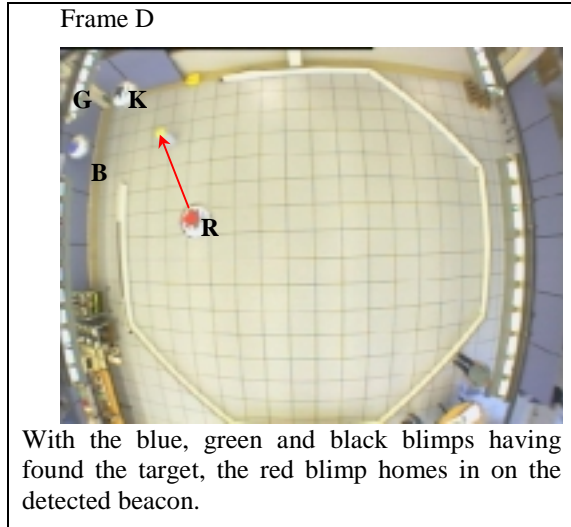 Frame D
G K
B
R
With the blue, green and black blimps having
found the target, the red blimp homes in on the
detected beacon.